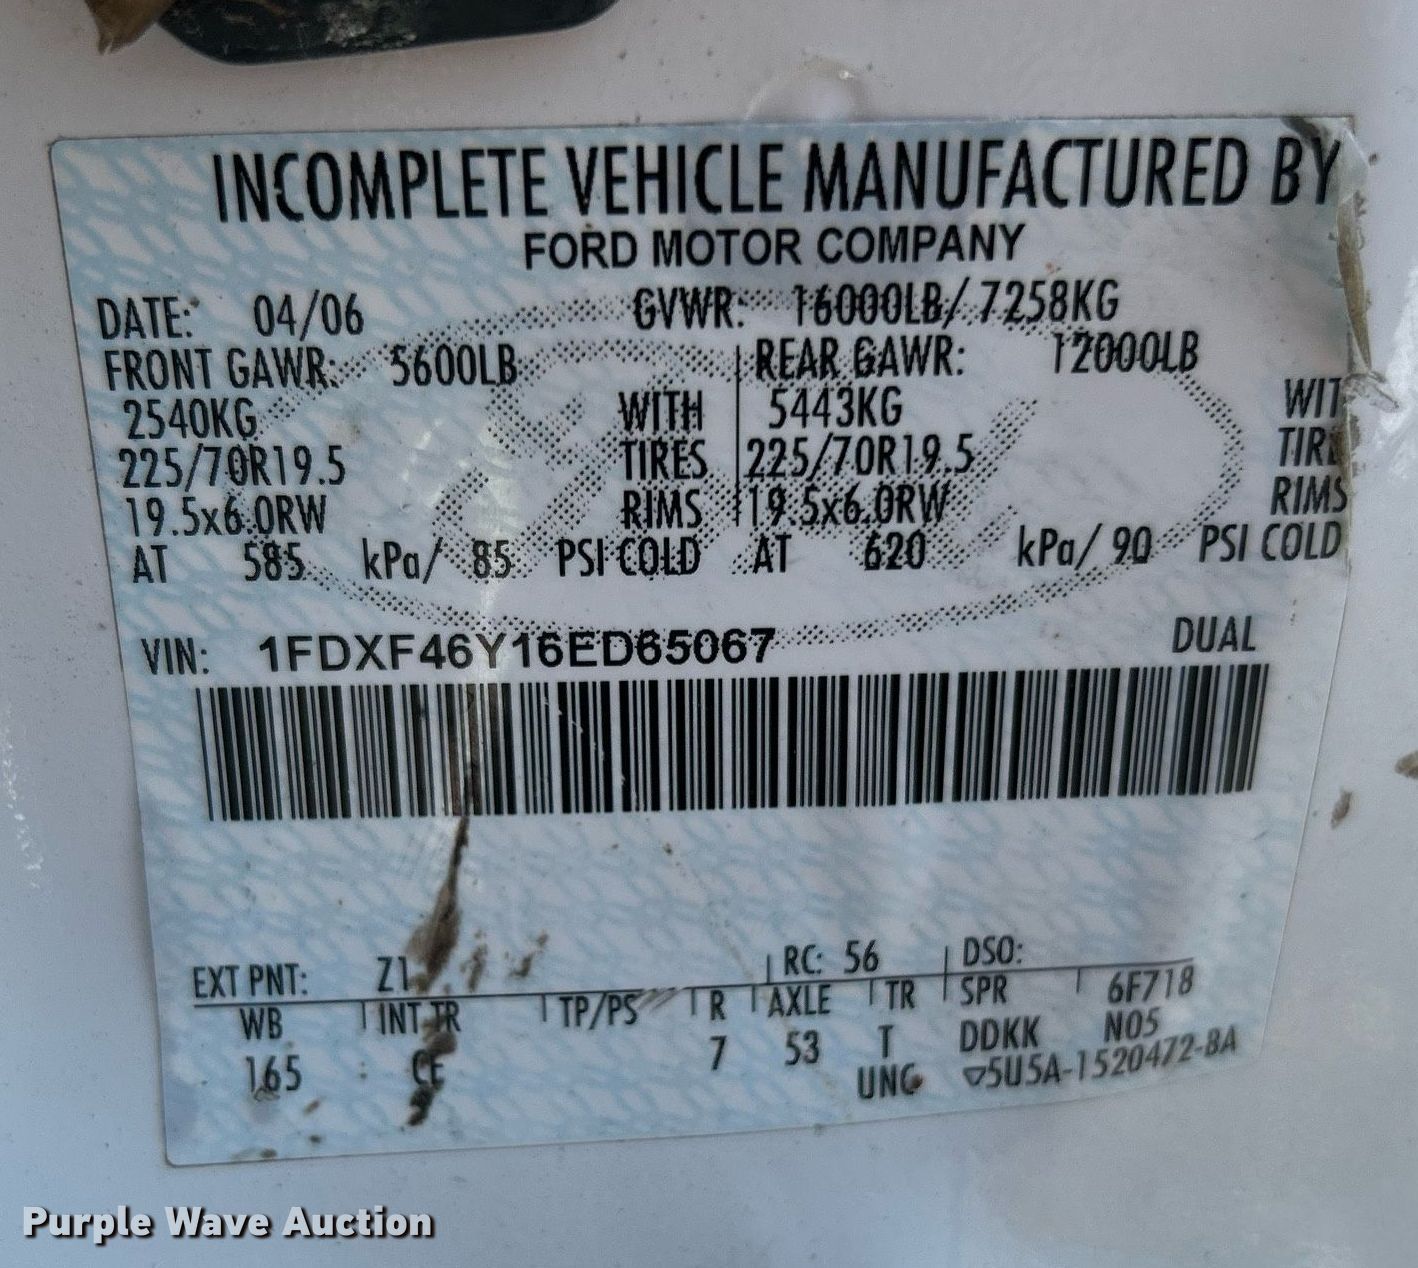 INCOMPLETE VEHICLE MANUFACTURED BY
FORD MOTOR COMPANY
DATE: 04/06 GVWR: 16000LB/ 7258KG
FRONT GAWR: 5600LB REAR GAWR: 12000LB
2540KG WITH 5443KG WIT
225/70R19.5 TIRES 225/70R19.5 TIRE
19.5x6.0RW RIMS 19.5x6.0RW RIMS
AT 585 kPa/ 85 PSI COLD AT 620 kPa/ 90 PSI COLD
VIN: 1FDXF46Y16ED65067 DUAL
EXT PNT: Z1 RC: 56 DSO:
WB INT TR TP/PS R AXLE TR SPR 6F718
165 CE 7 53 T DDKK N05
UNC ▽5U5A-1520472-8A
Purple Wave Auction